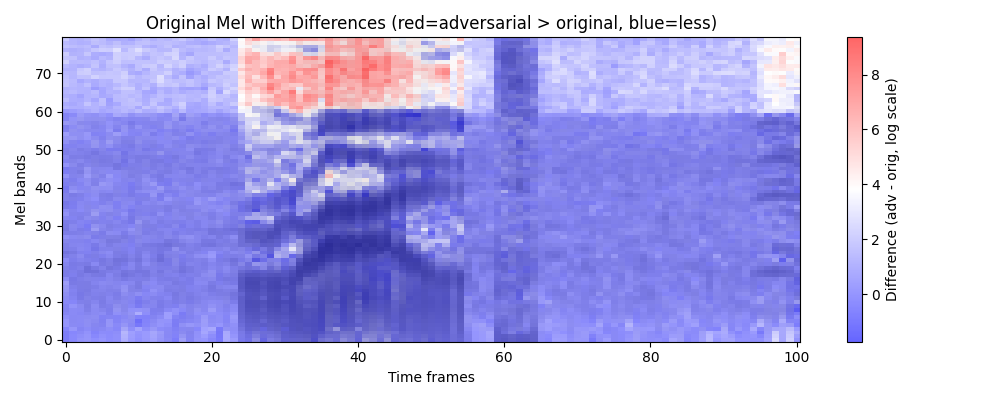 Original Mel with Differences (red=adversarial > original, blue=less)
Mel bands
70
60
50
40
30
20
10
0
0 20 40 60 80 100
Time frames
8
6
4
2
0
Difference (adv - orig, log scale)